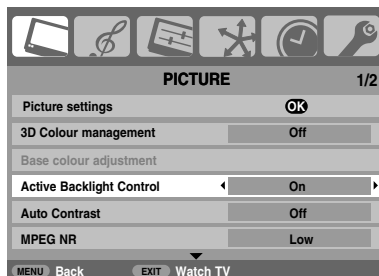 PICTURE 1/2
Picture settings OK
3D Colour management Off
Base colour adjustment
Active Backlight Control On
Auto Contrast Off
MPEG NR Low
MENU Back EXIT Watch TV